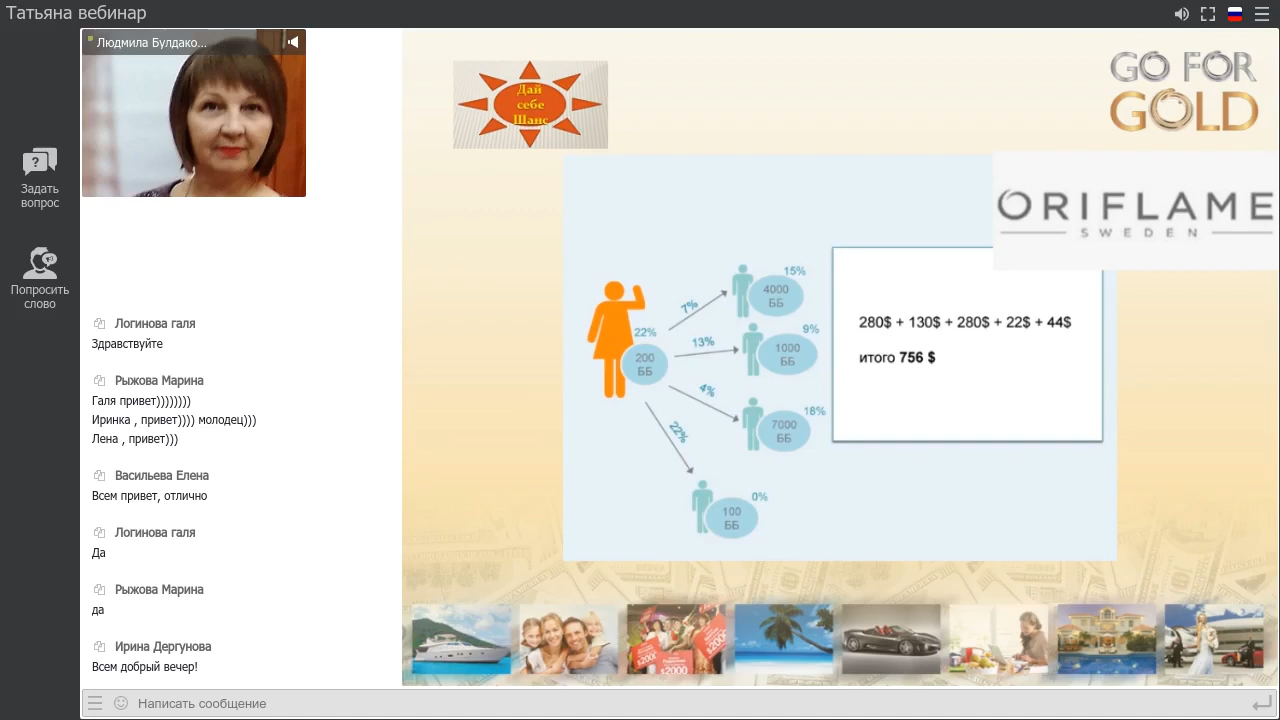 Татьяна вебинар
Людмила Булдако...
Задать
вопрос
Попросить
слово
Логинова галя
Здравствуйте
Рыжова Марина
Галя привет))))))))
Иринка , привет)))) молодец)))
Лена , привет)))
Васильева Елена
Всем привет, отлично
Логинова галя
Да
Рыжова Марина
да
Ирина Дергунова
Всем добрый вечер!
Написать сообщение
Дай
себе
Шанс
GO FOR
GOLD
ORIFLAME
SWEDEN
22%
200
ББ
7%
15%
4000
ББ
13%
9%
1000
ББ
4%
18%
7000
ББ
22%
0%
100
ББ
280$ + 130$ + 280$ + 22$ + 44$
итого 756 $
$2000